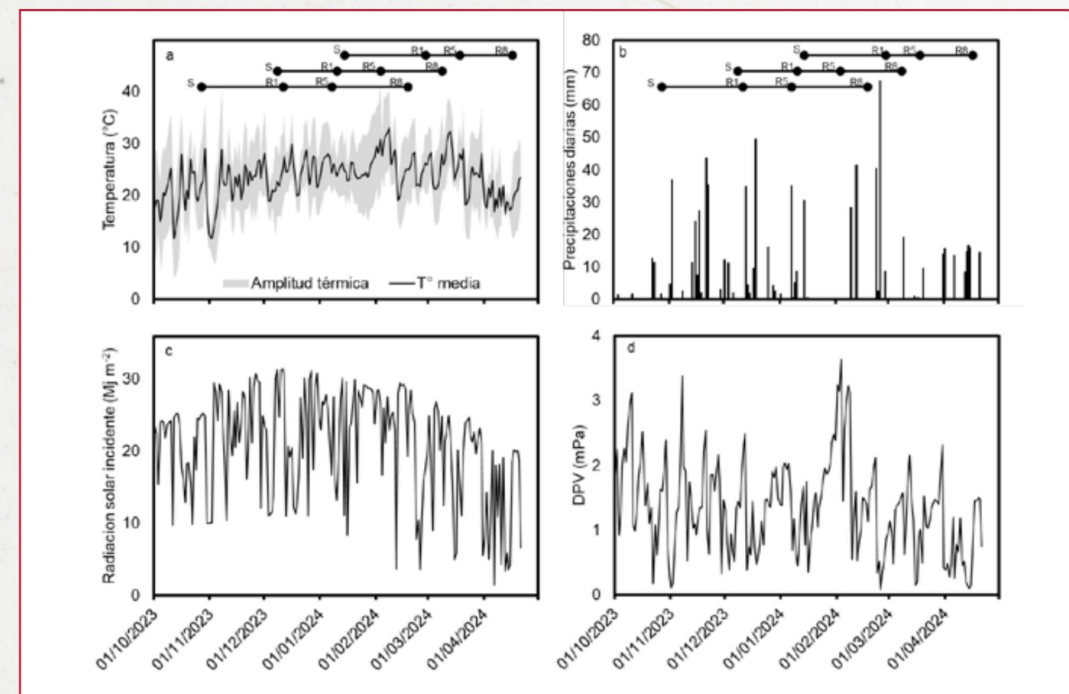 a
S R1 R5 R8
S R1 R5 R8
S R1 R5 R8
Temperatura (°C)
40
30
20
10
0
Amplitud térmica T° media
b
S R1 R5 R8
S R1 R5 R8
S R1 R5 R8
Precipitaciones diarias (mm)
80
70
60
50
40
30
20
10
0
c
Radiacion solar incidente (Mj m⁻²)
30
20
10
0
01/10/2023 01/11/2023 01/12/2023 01/01/2024 01/02/2024 01/03/2024 01/04/2024
d
DPV (mPa)
4
3
2
1
0
01/10/2023 01/11/2023 01/12/2023 01/01/2024 01/02/2024 01/03/2024 01/04/2024